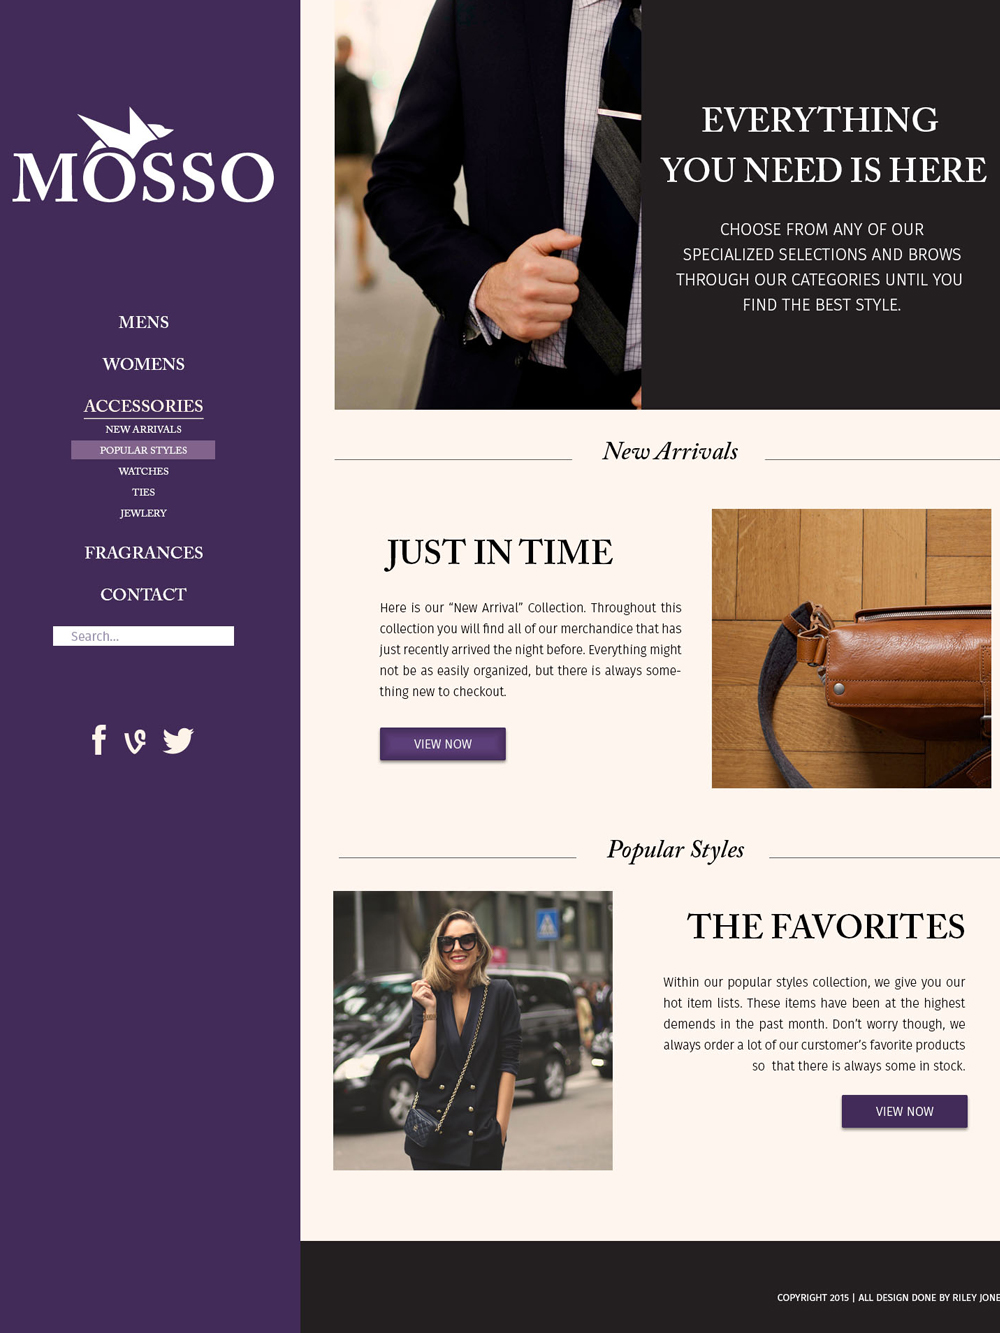 MOSSO
MENS
WOMENS
ACCESSORIES
NEW ARRIVALS
POPULAR STYLES
WATCHES
TIES
JEWLERY
FRAGRANCES
CONTACT
Search...
EVERYTHING
YOU NEED IS HERE
CHOOSE FROM ANY OF OUR
SPECIALIZED SELECTIONS AND BROWS
THROUGH OUR CATEGORIES UNTIL YOU
FIND THE BEST STYLE.
New Arrivals
JUST IN TIME
Here is our “New Arrival” Collection. Throughout this
collection you will find all of our merchandice that has
just recently arrived the night before. Everything might
not be as easily organized, but there is always some-
thing new to checkout.
VIEW NOW
Popular Styles
THE FAVORITES
Within our popular styles collection, we give you our
hot item lists. These items have been at the highest
demends in the past month. Don’t worry though, we
always order a lot of our curstomer’s favorite products
so that there is always some in stock.
VIEW NOW
COPYRIGHT 2015 | ALL DESIGN DONE BY RILEY JONE